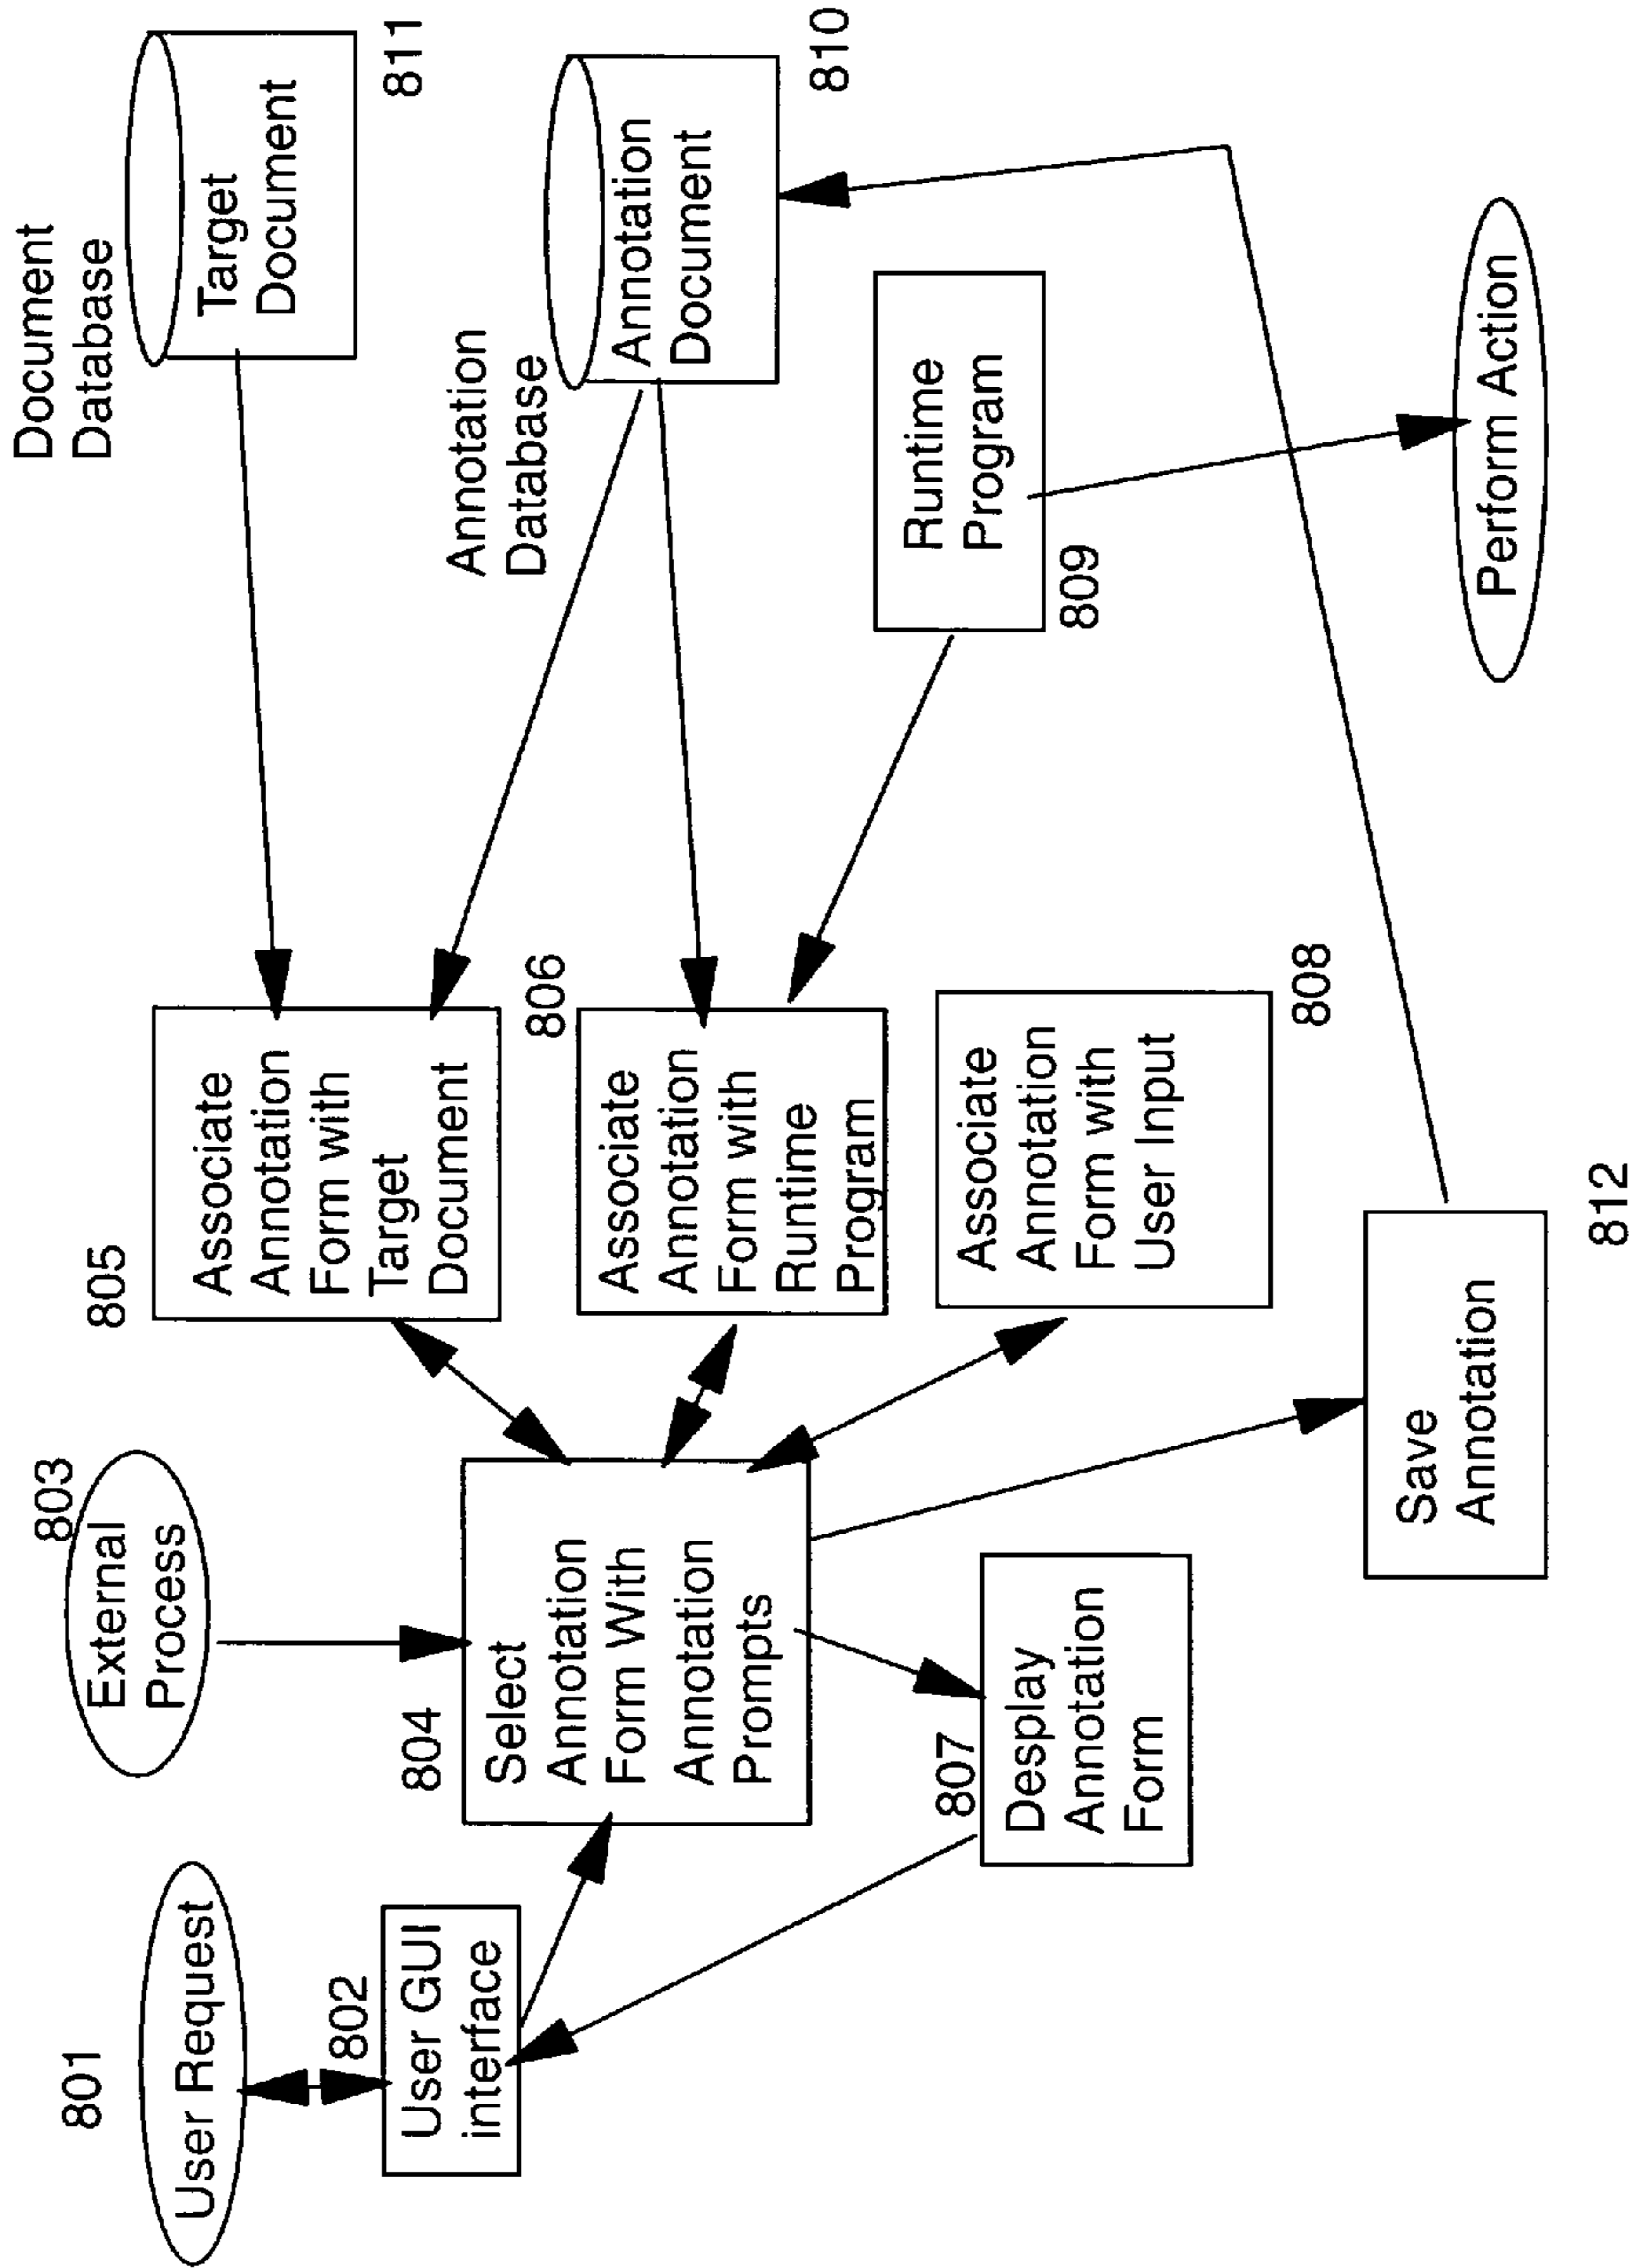 801
User Request
802
User GUI
interface
803
External
Process
804
Select
Annotation
Form With
Annotation
Prompts
807
Desplay
Annotation
Form
805
Associate
Annotation
Form with
Target
Document
806
Associate
Annotation
Form with
Runtime
Program
Associate
Annotation
Form with
User Input
808
Save
Annotation
812
Document
Database
Target
Document
811
Annotation
Database
Annotation
Document
810
Runtime
Program
809
Perform Action